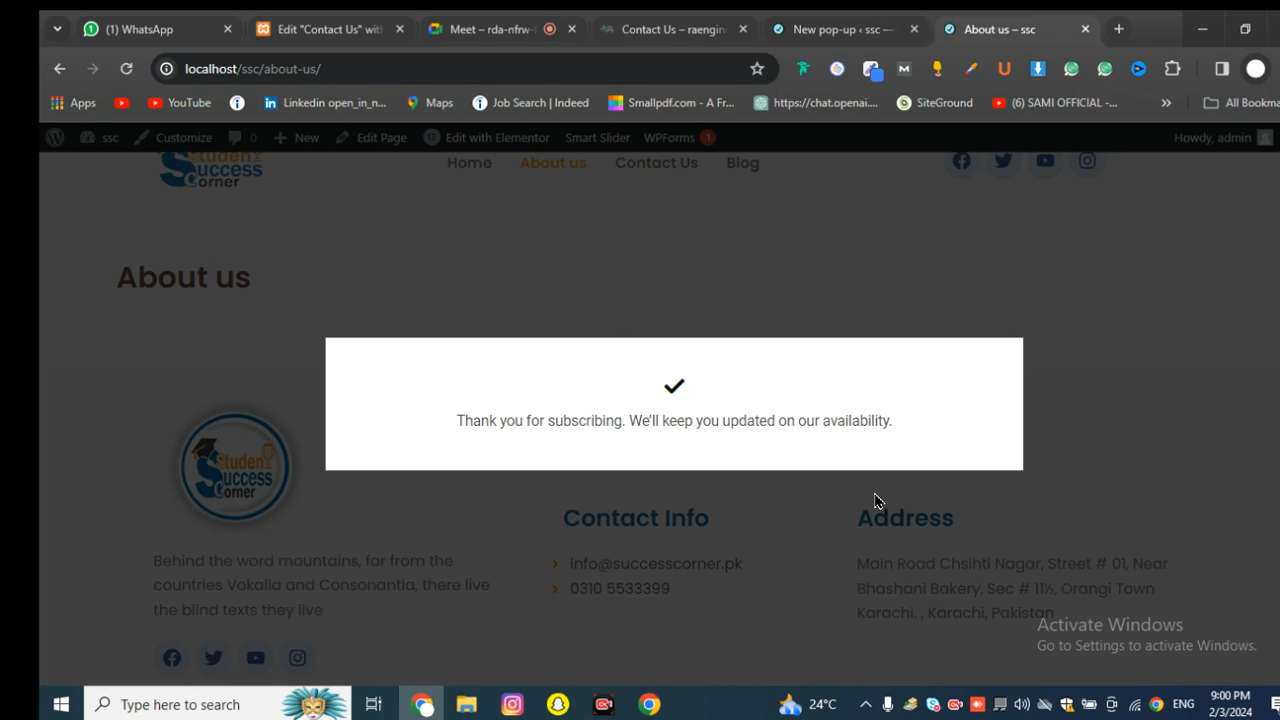 (1) WhatsApp
Edit "Contact Us" wit
Meet – rda-nfrw-
Contact Us – raengin
New pop-up ‹ ssc —
About us – ssc
localhost/ssc/about-us/
Apps
YouTube
Linkedin open_in_n...
Maps
Job Search | Indeed
Smallpdf.com - A Fr...
https://chat.openai....
SiteGround
(6) SAMI OFFICIAL -...
»
All Bookma
ssc
Customize
0
New
Edit Page
Edit with Elementor
Smart Slider
WPForms 1
Howdy, admin
Studen
Success
Corner
Home
About us
Contact Us
Blog
About us
Thank you for subscribing. We'll keep you updated on our availability.
Studen
Success
Corner
Behind the word mountains, far from the
countries Vokalia and Consonantia, there live
the blind texts they live
Contact Info
info@successcorner.pk
0310 5533399
Address
Main Road Chsihti Nagar, Street # 01, Near
Bhashani Bakery, Sec # 11½, Orangi Town
Karachi. , Karachi, Pakistan
Activate Windows
Go to Settings to activate Windows.
Type here to search
24°C
ENG
9:00 PM
2/3/2024